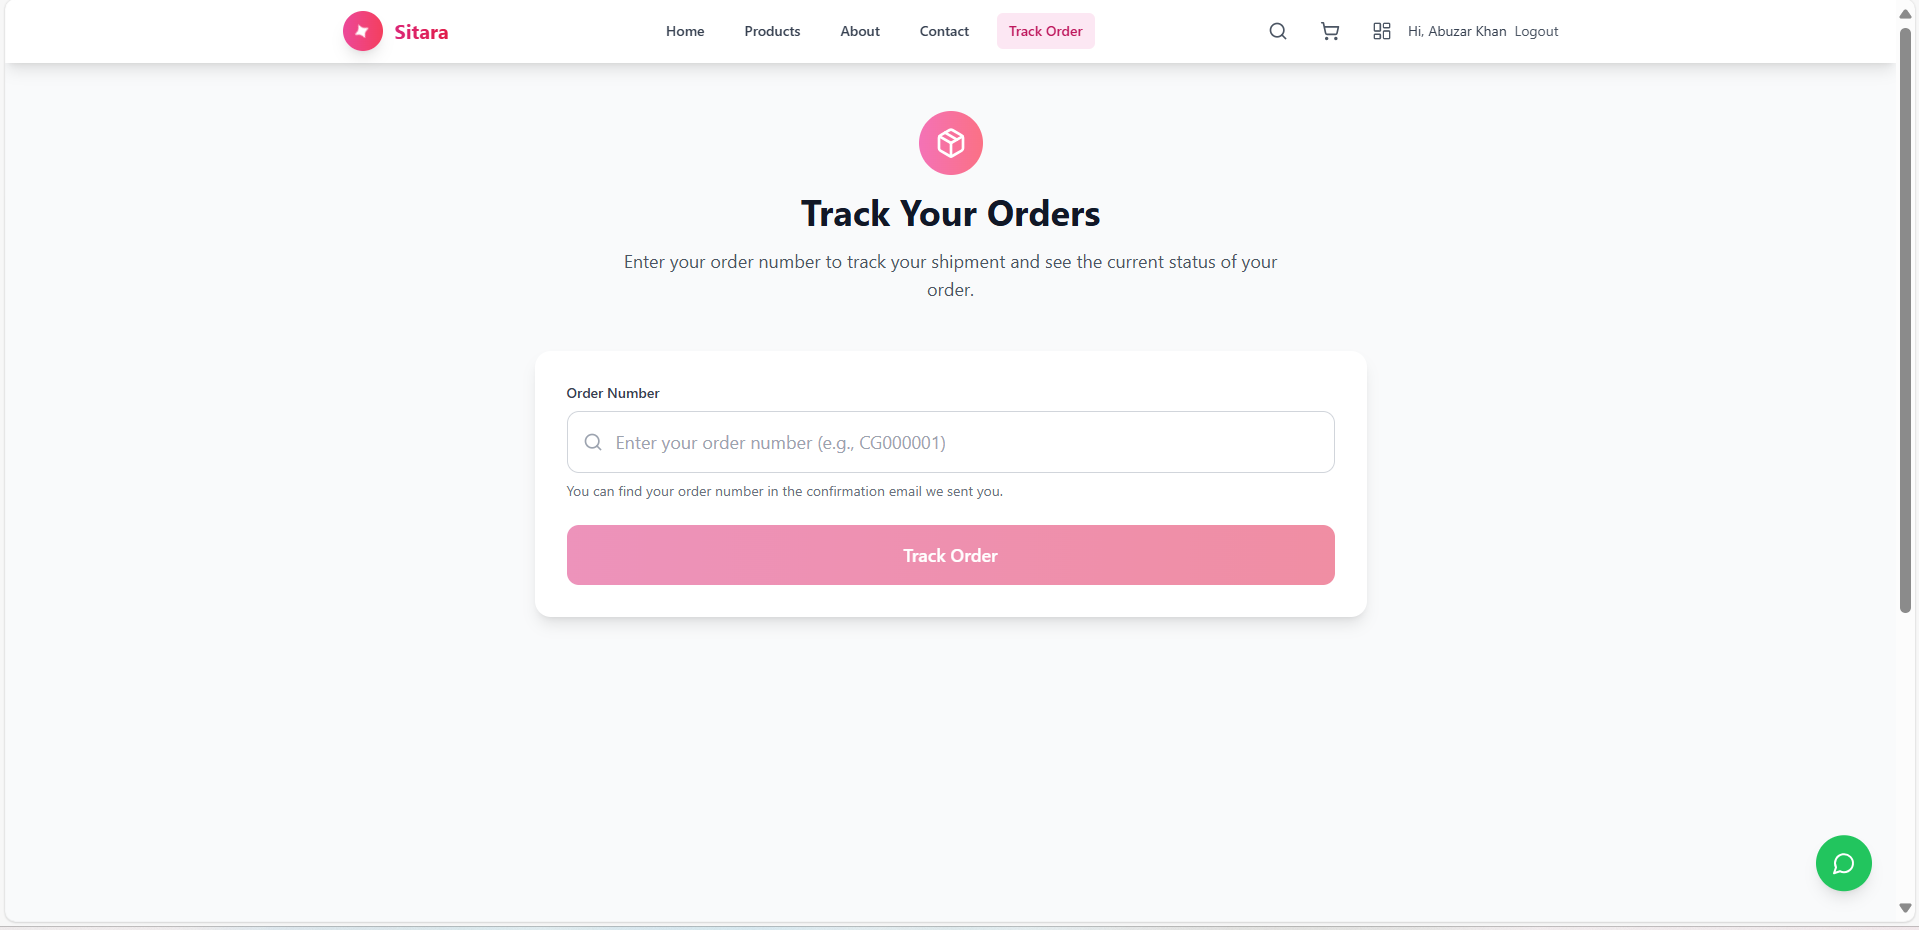 Sitara
Home
Products
About
Contact
Track Order
Hi, Abuzar Khan
Logout
Track Your Orders
Enter your order number to track your shipment and see the current status of your
order.
Order Number
Enter your order number (e.g., CG000001)
You can find your order number in the confirmation email we sent you.
Track Order